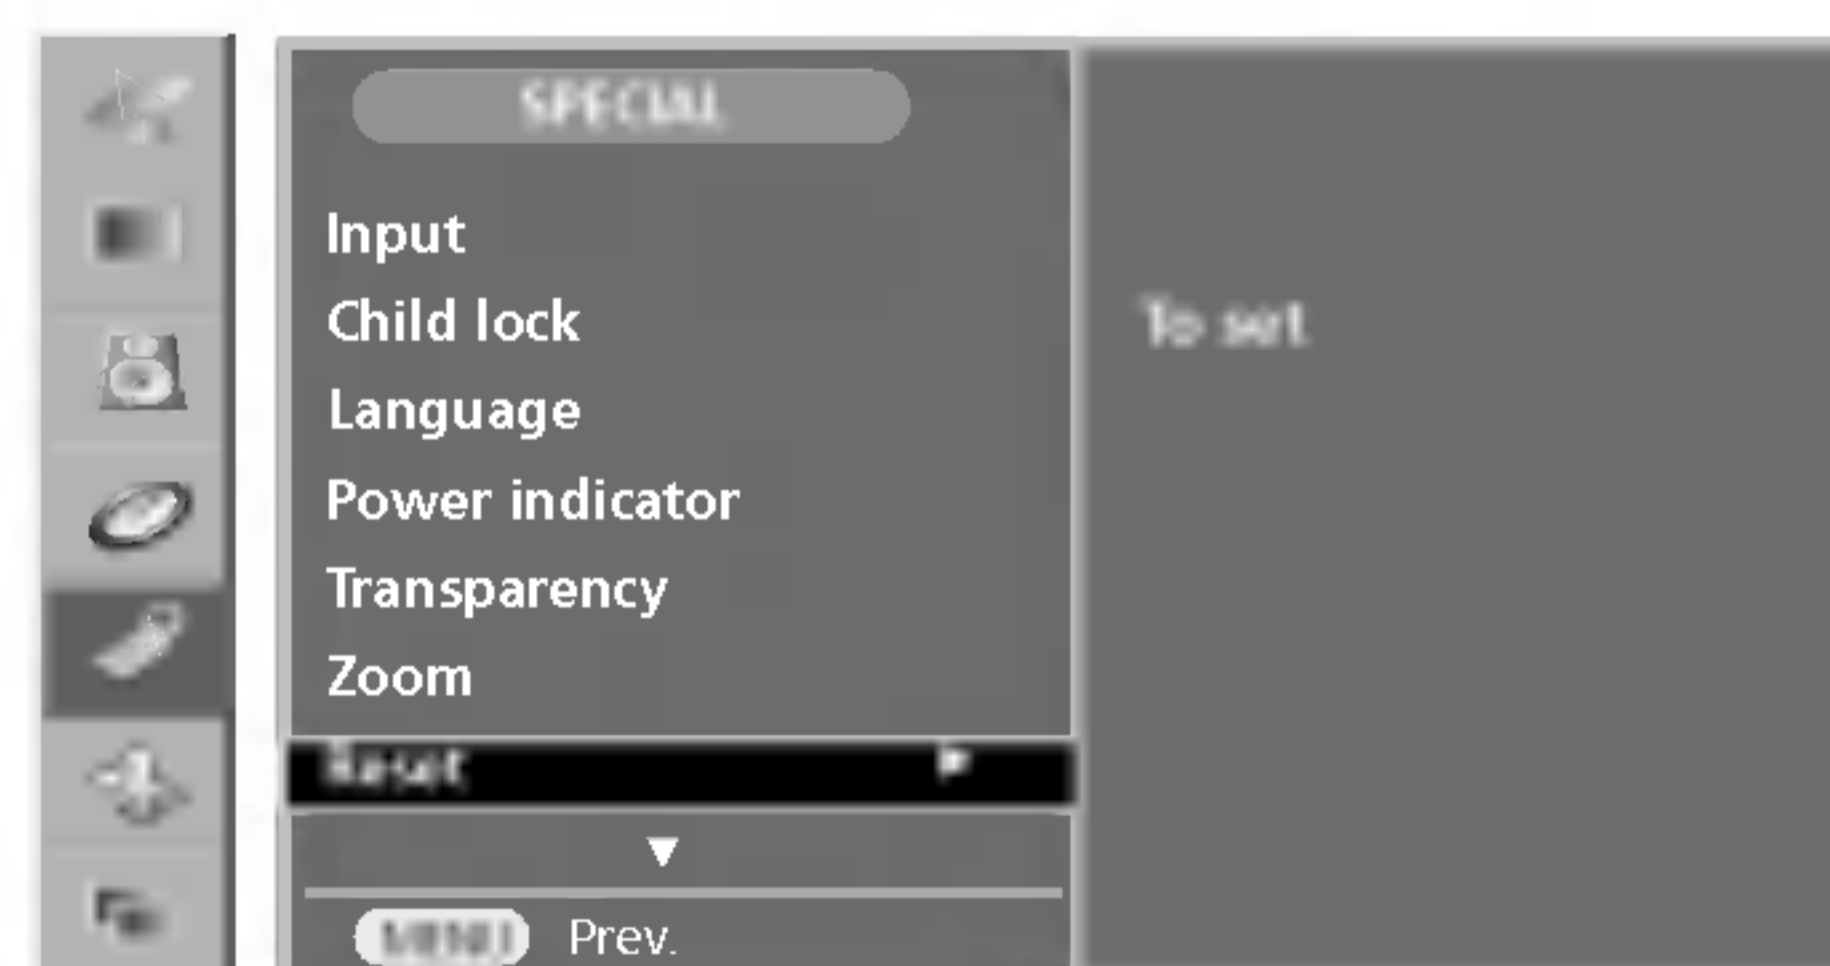 SPECIAL
Input
Child lock
To set
Language
Power indicator
Transparency
Zoom
Reset
MENU Prev.